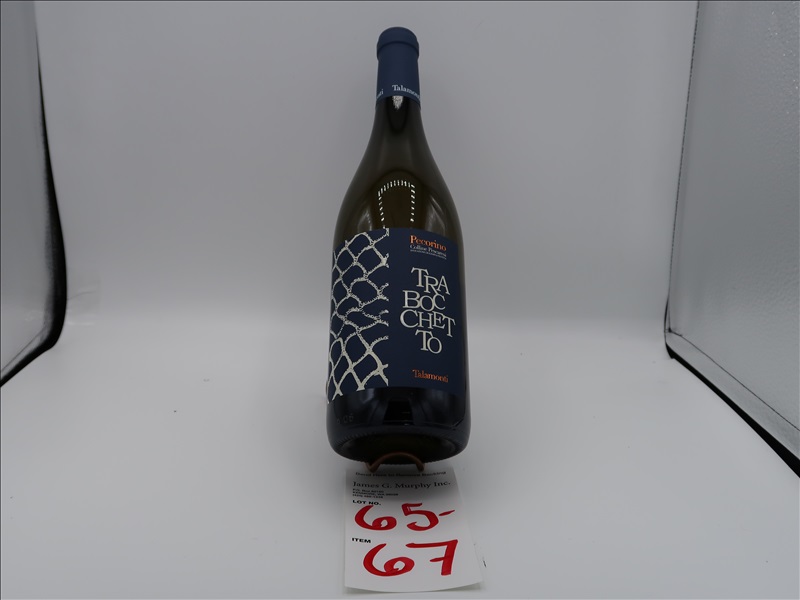 Talamonti
Pecorino
Colline Pescaresi
TRA
BOC
CHET
TO
Talamonti
James G. Murphy Inc.
LOT NO.
65-
ITEM
67